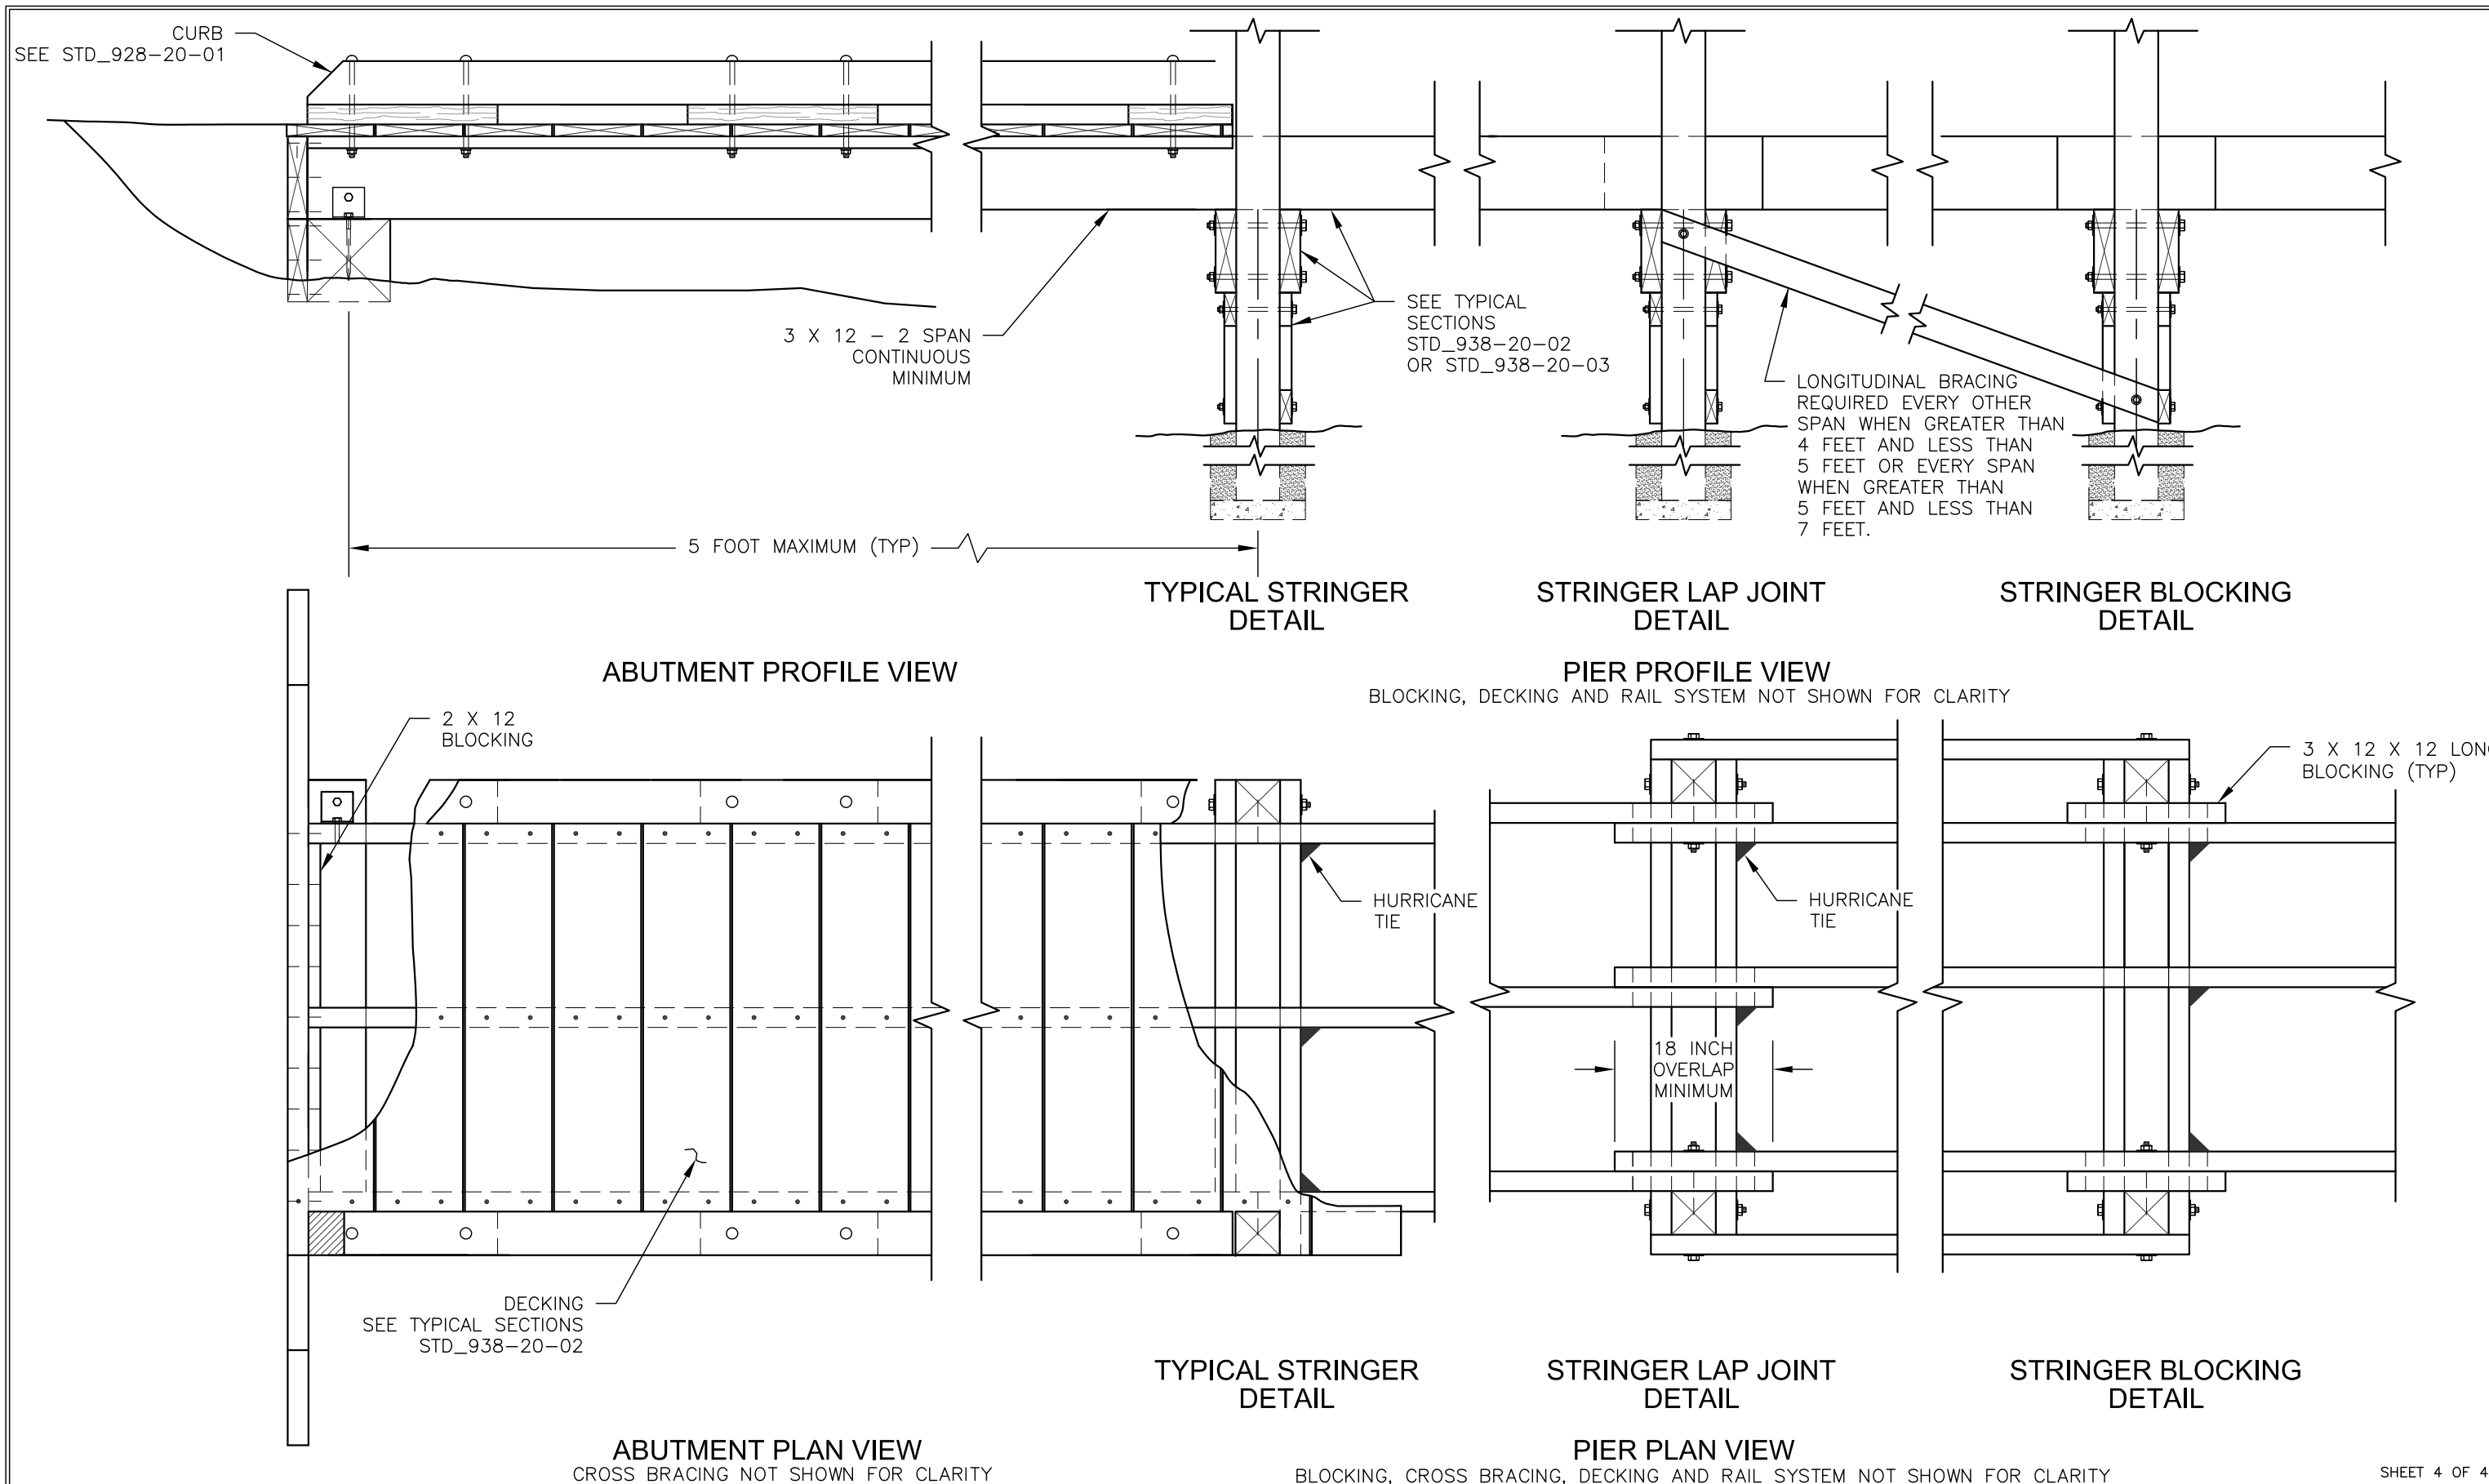 CURB
SEE STD_928-20-01
3 X 12 - 2 SPAN
CONTINUOUS
MINIMUM
SEE TYPICAL
SECTIONS
STD_938-20-02
OR STD_938-20-03
LONGITUDINAL BRACING
REQUIRED EVERY OTHER
SPAN WHEN GREATER THAN
4 FEET AND LESS THAN
5 FEET OR EVERY SPAN
WHEN GREATER THAN
5 FEET AND LESS THAN
7 FEET.
5 FOOT MAXIMUM (TYP)
TYPICAL STRINGER
DETAIL
STRINGER LAP JOINT
DETAIL
STRINGER BLOCKING
DETAIL
ABUTMENT PROFILE VIEW
PIER PROFILE VIEW
BLOCKING, DECKING AND RAIL SYSTEM NOT SHOWN FOR CLARITY
2 X 12
BLOCKING
3 X 12 X 12 LON
BLOCKING (TYP)
HURRICANE
TIE
HURRICANE
TIE
18 INCH
OVERLAP
MINIMUM
DECKING
SEE TYPICAL SECTIONS
STD_938-20-02
TYPICAL STRINGER
DETAIL
STRINGER LAP JOINT
DETAIL
STRINGER BLOCKING
DETAIL
ABUTMENT PLAN VIEW
CROSS BRACING NOT SHOWN FOR CLARITY
PIER PLAN VIEW
BLOCKING, CROSS BRACING, DECKING AND RAIL SYSTEM NOT SHOWN FOR CLARITY
SHEET 4 OF 4